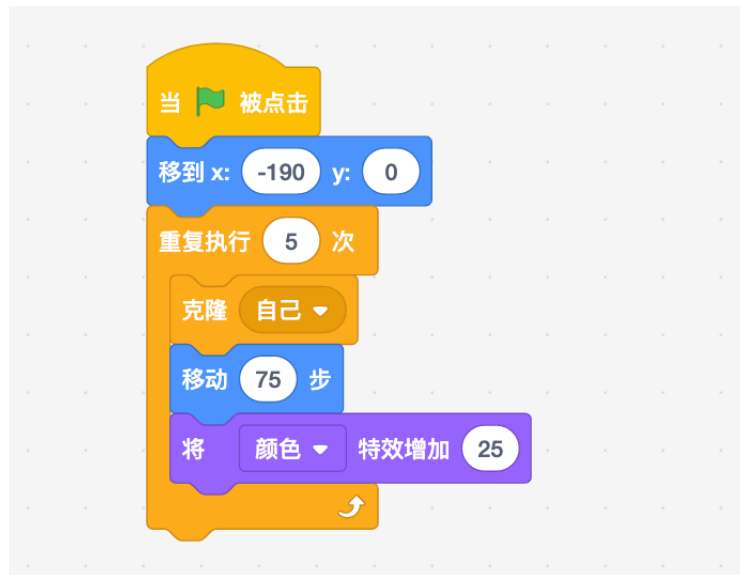 当 被点击
移到 x: -190 y: 0
重复执行 5 次
克隆 自己
移动 75 步
将 颜色 特效增加 25